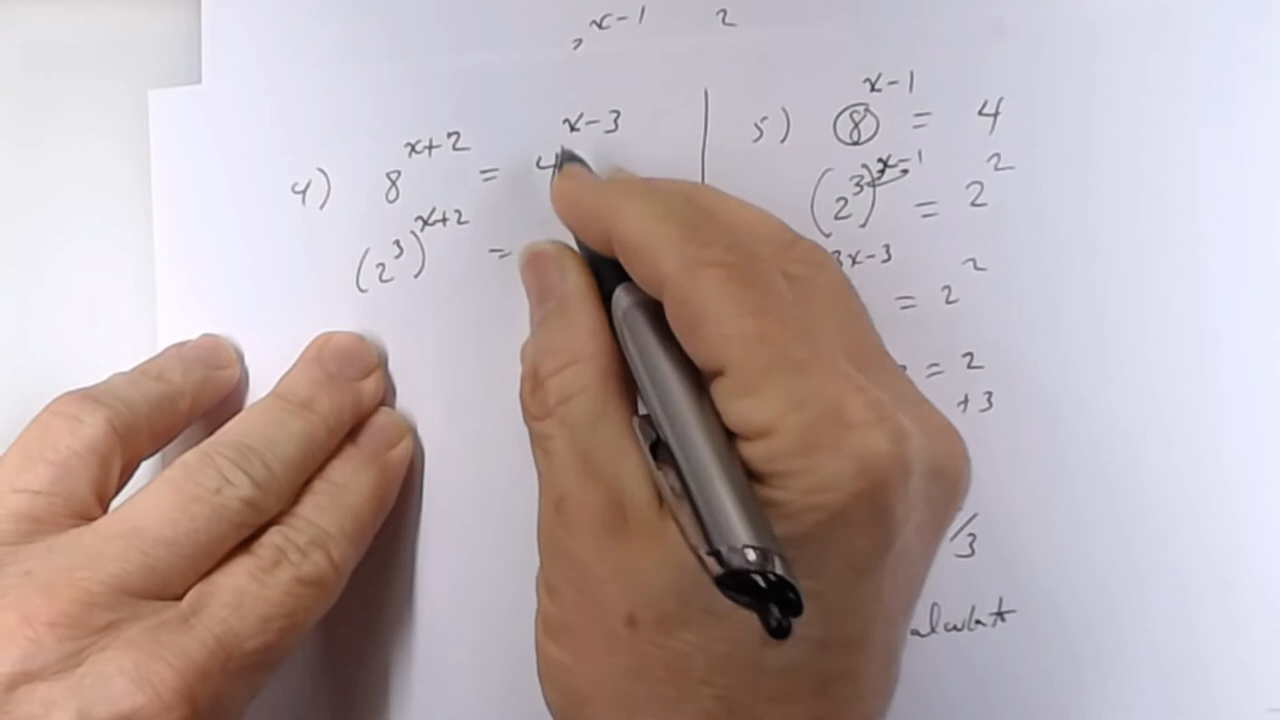 x-1 2
4) 8^{x+2} = 4^{x-3}
(2^3)^{x+2} =
5) 8^{x-1} = 4
(2^3)^{x-1} = 2^2
3x-3 = 2^2
= 2
+3
/3